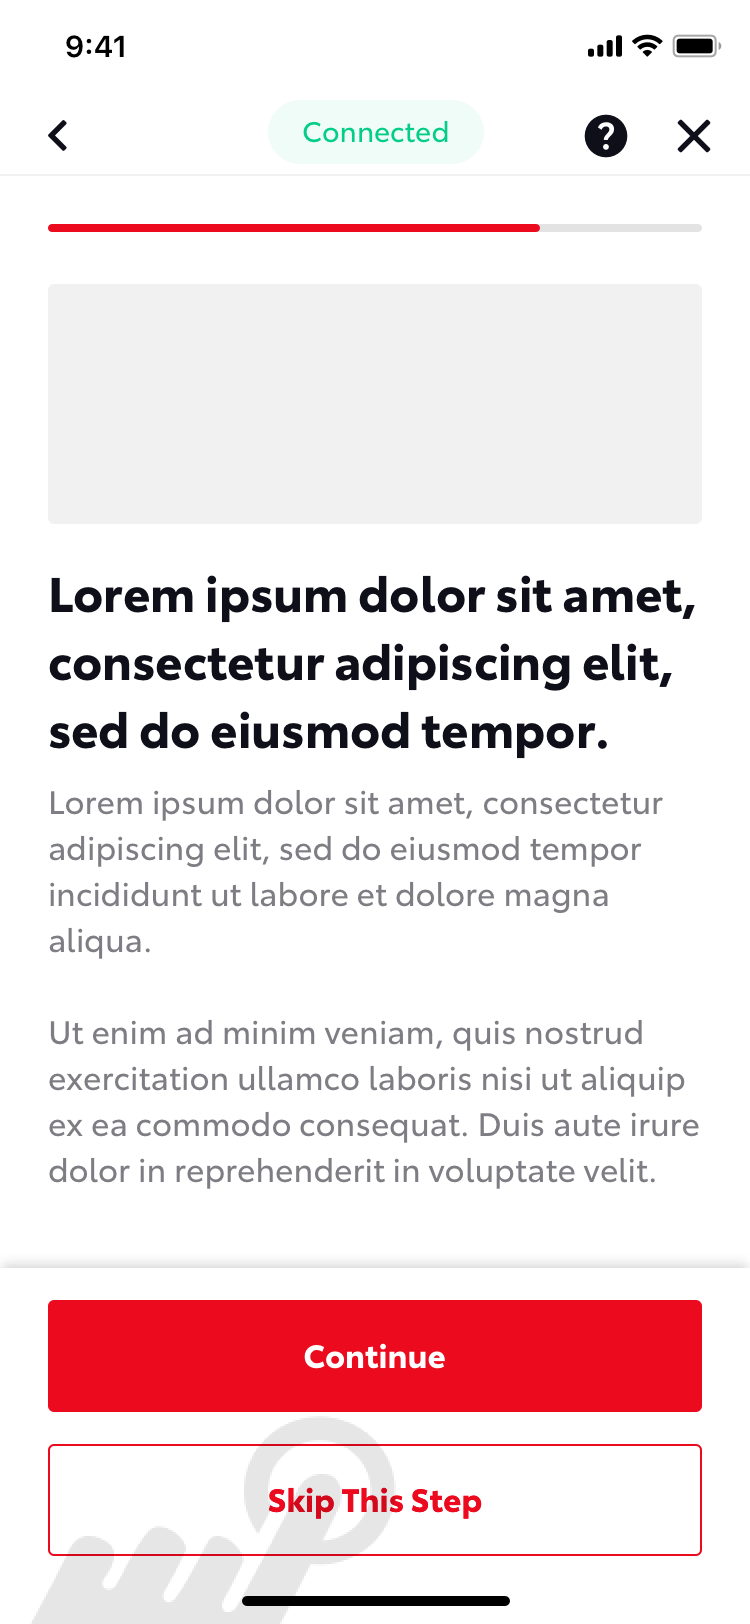 9:41
Connected
?
Lorem ipsum dolor sit amet,
consectetur adipiscing elit,
sed do eiusmod tempor.
Lorem ipsum dolor sit amet, consectetur
adipiscing elit, sed do eiusmod tempor
incididunt ut labore et dolore magna
aliqua.
Ut enim ad minim veniam, quis nostrud
exercitation ullamco laboris nisi ut aliquip
ex ea commodo consequat. Duis aute irure
dolor in reprehenderit in voluptate velit.
Continue
Skip This Step